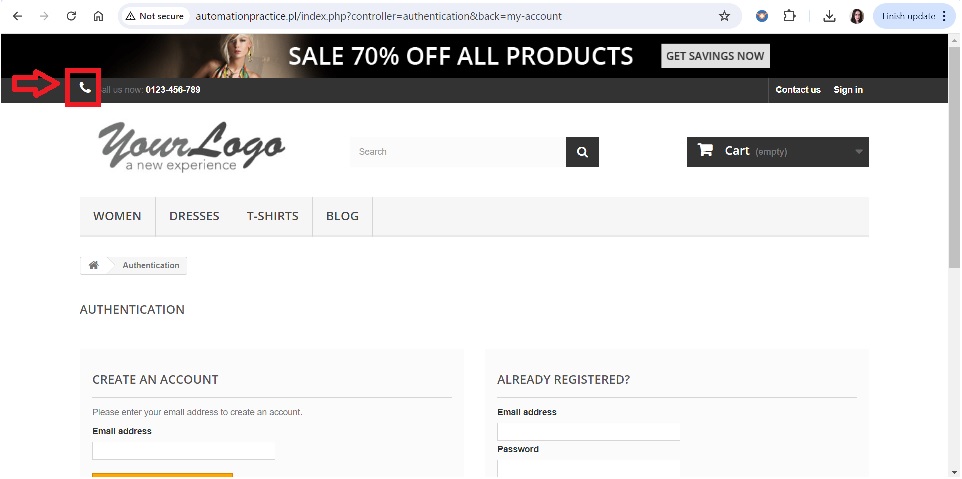 Not secure automationpractice.pl/index.php?controller=authentication&back=my-account
SALE 70% OFF ALL PRODUCTS GET SAVINGS NOW
all us now: 0123-456-789 Contact us Sign in
YourLogo
a new experience
Search
Cart (empty)
WOMEN DRESSES T-SHIRTS BLOG
Authentication
AUTHENTICATION
CREATE AN ACCOUNT
Please enter your email address to create an account.
Email address
ALREADY REGISTERED?
Email address
Password